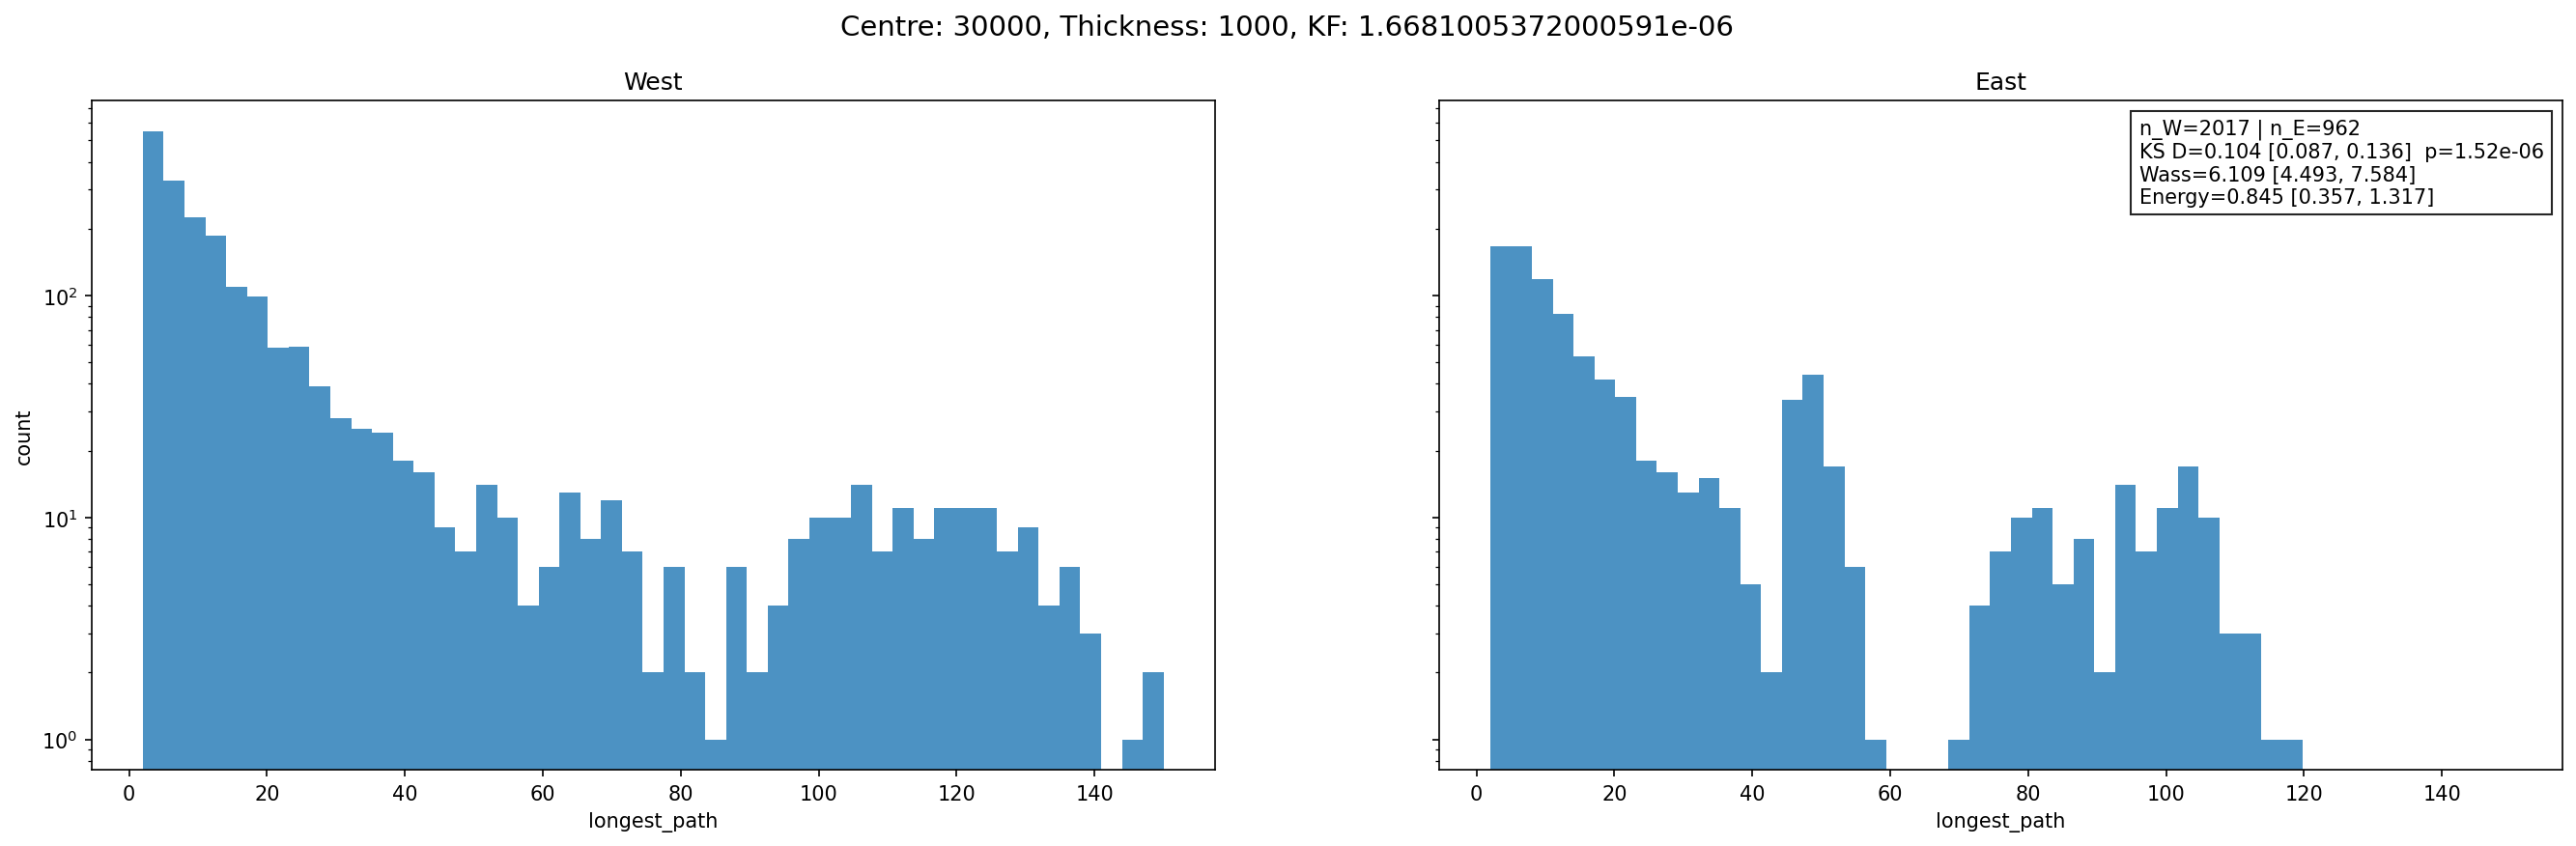 Centre: 30000, Thickness: 1000, KF: 1.6681005372000591e-06
West
count
10²
10¹
10⁰
0 20 40 60 80 100 120 140
longest_path
East
n_W=2017 | n_E=962
KS D=0.104 [0.087, 0.136]  p=1.52e-06
Wass=6.109 [4.493, 7.584]
Energy=0.845 [0.357, 1.317]
0 20 40 60 80 100 120 140
longest_path